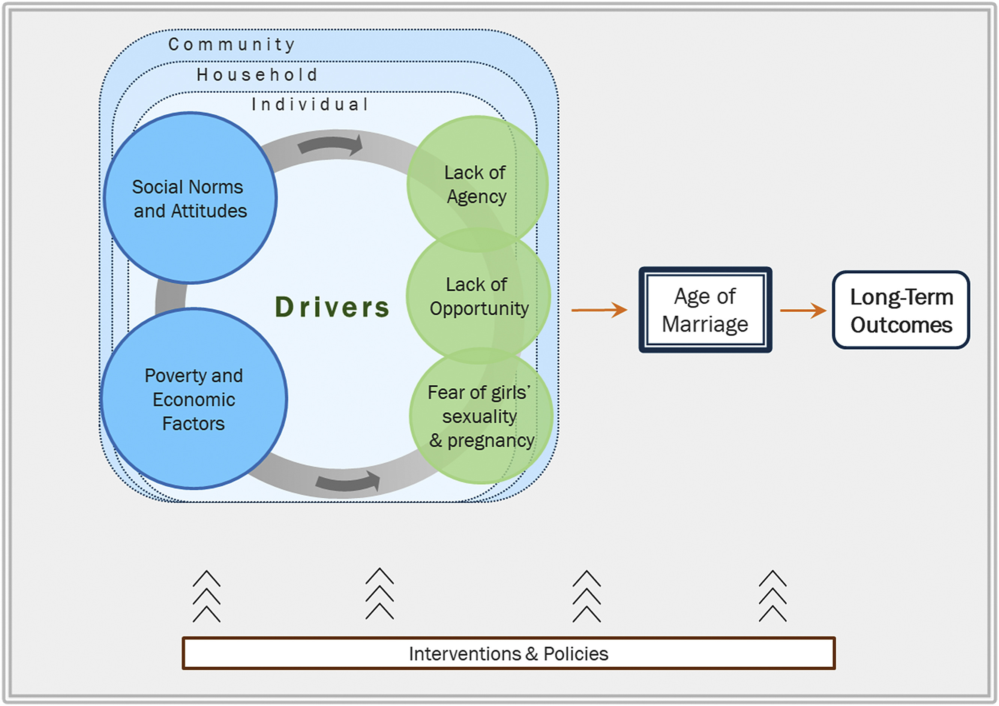 Community
Household
Individual
Social Norms
and Attitudes
Lack of
Agency
Drivers
Lack of
Opportunity
Poverty and
Economic
Factors
Fear of girls’
sexuality
& pregnancy
Age of
Marriage
Long-Term
Outcomes
Interventions & Policies